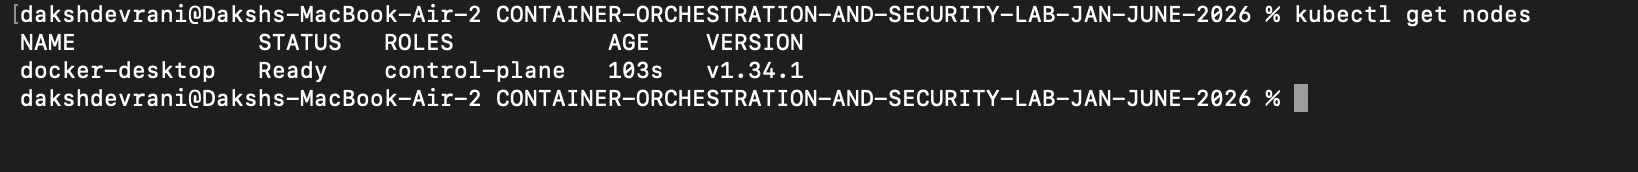 [dakshdevrani@Dakshs-MacBook-Air-2 CONTAINER-ORCHESTRATION-AND-SECURITY-LAB-JAN-JUNE-2026 % kubectl get nodes
NAME             STATUS   ROLES           AGE    VERSION
docker-desktop   Ready    control-plane   103s   v1.34.1
dakshdevrani@Dakshs-MacBook-Air-2 CONTAINER-ORCHESTRATION-AND-SECURITY-LAB-JAN-JUNE-2026 %